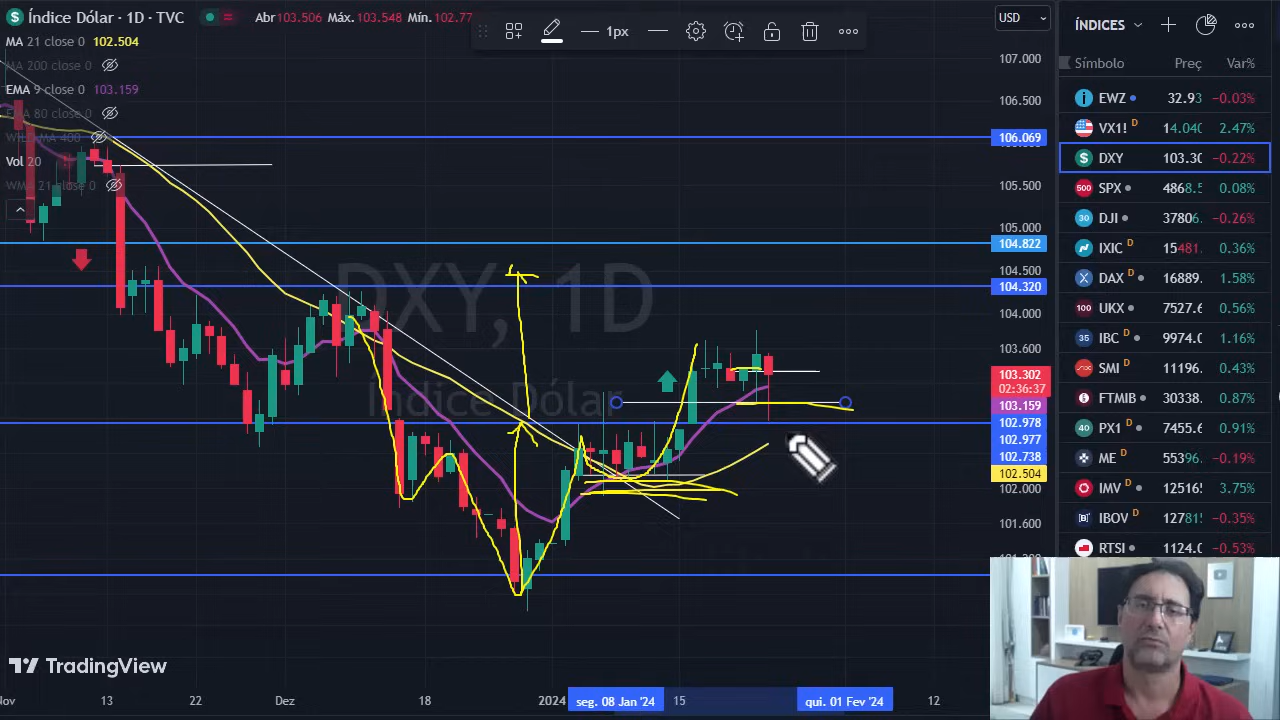 Índice Dólar · 1D · TVC
Abr 103.506 Máx. 103.548 Mín. 102.77
MA 21 close 0 102.504
MA 200 close 0
EMA 9 close 0 103.159
EMA 80 close 0
Vol 20
WMA 21 close 0
1px
USD
DXY, 1D
Índice Dólar
107.000
106.500
106.069
105.500
105.000
104.822
104.500
104.320
104.000
103.600
103.302
02:36:37
103.159
102.978
102.977
102.738
102.504
102.000
101.600
TradingView
Nov
13
22
Dez
18
2024
seg. 08 Jan '24
15
qui. 01 Fev '24
12
ÍNDICES
Símbolo Preç Var%
EWZ 32.93 −0.03%
VX1! D 14.040 2.47%
DXY 103.30 −0.22%
500 SPX 4868.5 0.08%
30 DJI 37806. −0.26%
IXIC D 15481. 0.36%
DAX D 16889. 1.58%
100 UKX 7527.6 0.56%
35 IBC D 9974.0 1.16%
SMI D 11196. 0.43%
FTMIB 30338. 0.87%
40 PX1 D 7455.6 0.91%
ME D 55396. −0.19%
IMV D 12516 3.75%
IBOV D 12781 −0.35%
RTSI 1124.0 −0.53%